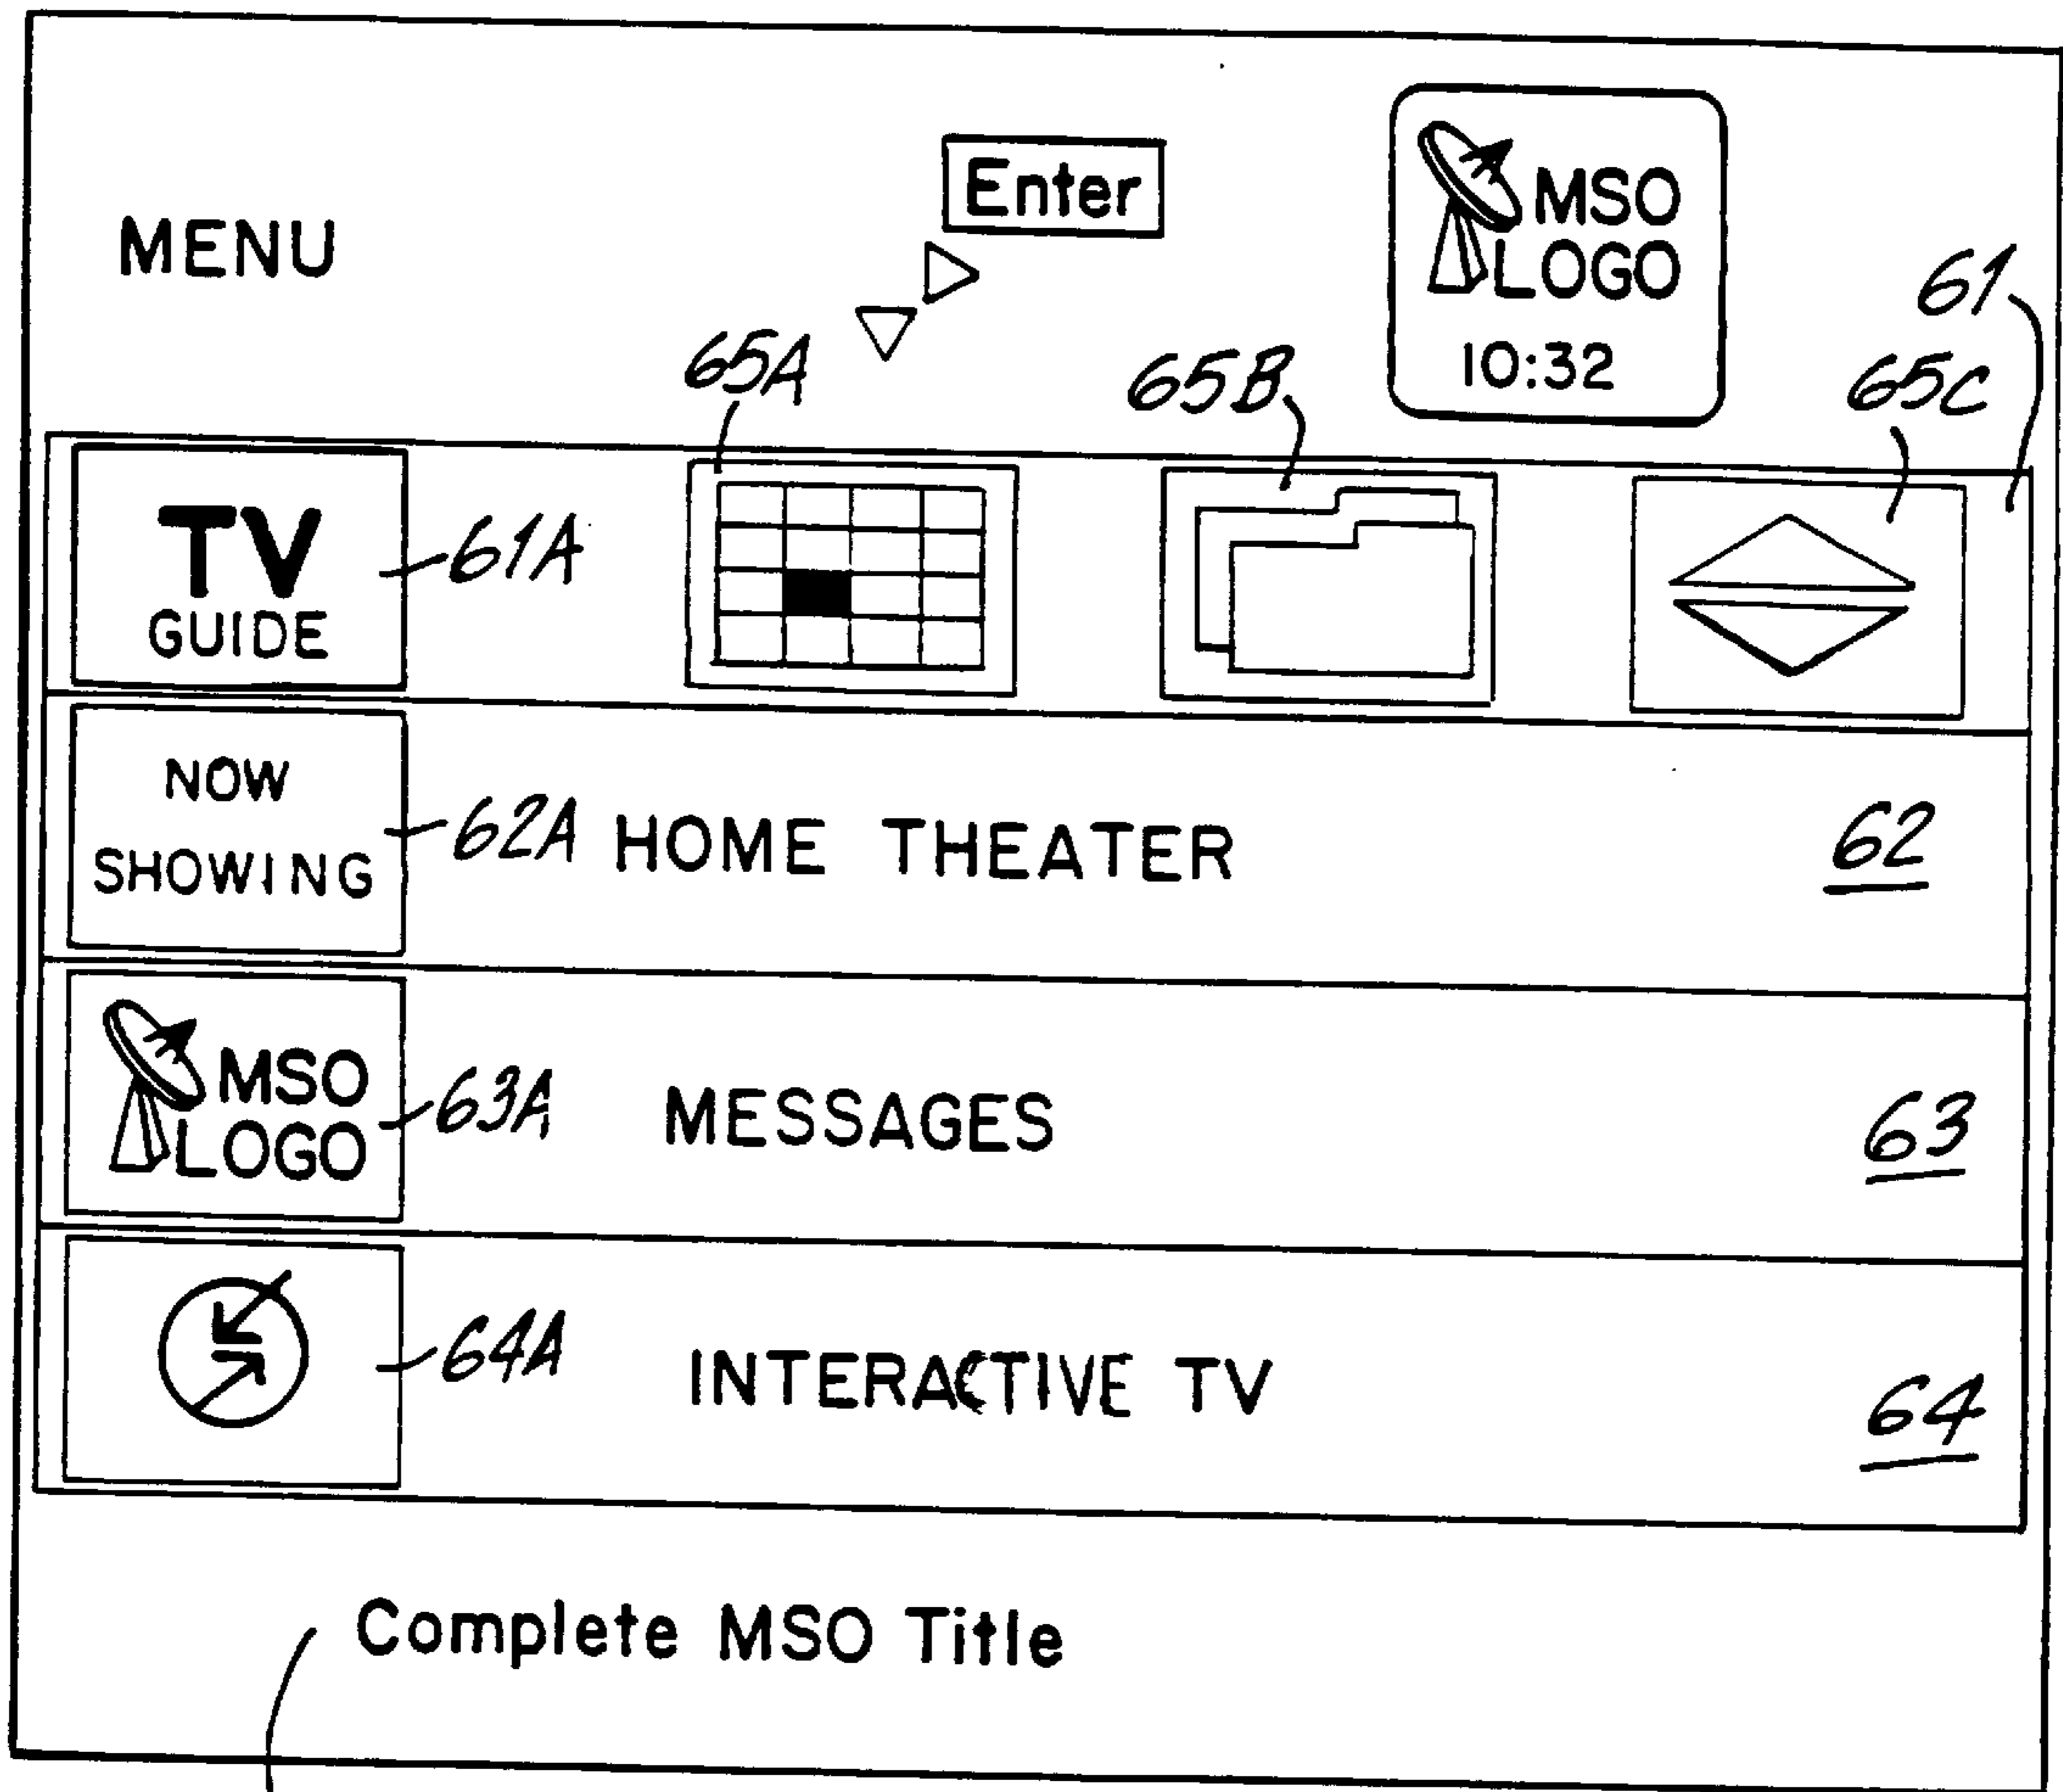 Enter
MSO
LOGO
10:32
MENU
61
65A
65B
65C
TV
GUIDE
61A
NOW
SHOWING
62A
HOME THEATER
62
MSO
LOGO
63A
MESSAGES
63
64A
INTERACTIVE TV
64
Complete MSO Title